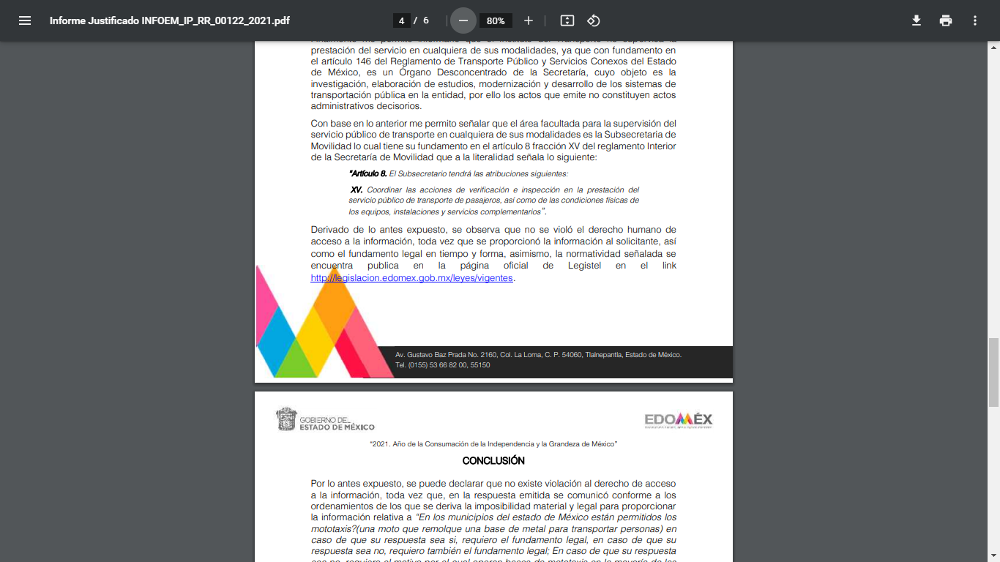 Informe Justificado INFOEM_IP_RR_00122_2021.pdf
4 / 6
80%
prestación del servicio en cualquiera de sus modalidades, ya que con fundamento en
el artículo 146 del Reglamento de Transporte Público y Servicios Conexos del Estado
de México, es un Órgano Desconcentrado de la Secretaría, cuyo objeto es la
investigación, elaboración de estudios, modernización y desarrollo de los sistemas de
transportación pública en la entidad, por ello los actos que emite no constituyen actos
administrativos decisorios.
Con base en lo anterior me permito señalar que el área facultada para la supervisión del
servicio público de transporte en cualquiera de sus modalidades es la Subsecretaria de
Movilidad lo cual tiene su fundamento en el artículo 8 fracción XV del reglamento Interior
de la Secretaría de Movilidad que a la literalidad señala lo siguiente:
“Artículo 8. El Subsecretario tendrá las atribuciones siguientes:
XV. Coordinar las acciones de verificación e inspección en la prestación del
servicio público de transporte de pasajeros, así como de las condiciones físicas de
los equipos, instalaciones y servicios complementarios”.
Derivado de lo antes expuesto, se observa que no se violó el derecho humano de
acceso a la información, toda vez que se proporcionó la información al solicitante, así
como el fundamento legal en tiempo y forma, asimismo, la normatividad señalada se
encuentra publica en la página oficial de Legistel en el link
http://legislacion.edomex.gob.mx/leyes/vigentes.
Av. Gustavo Baz Prada No. 2160, Col. La Loma, C. P. 54060, Tlalnepantla, Estado de México.
Tel. (0155) 53 66 82 00, 55150
GOBIERNO DE
ESTADO DE MÉXICO
EDOMÉX
“2021. Año de la Consumación de la Independencia y la Grandeza de México”
CONCLUSIÓN
Por lo antes expuesto, se puede declarar que no existe violación al derecho de acceso
a la información, toda vez que, en la respuesta emitida se comunicó conforme a los
ordenamientos de los que se deriva la imposibilidad material y legal para proporcionar
la información relativa a “En los municipios del estado de México están permitidos los
mototaxis?(una moto que remolque una base de metal para transportar personas) en
caso de que su respuesta sea si, requiero el fundamento legal, en caso de que su
respuesta sea no, requiero también el fundamento legal; En caso de que su respuesta